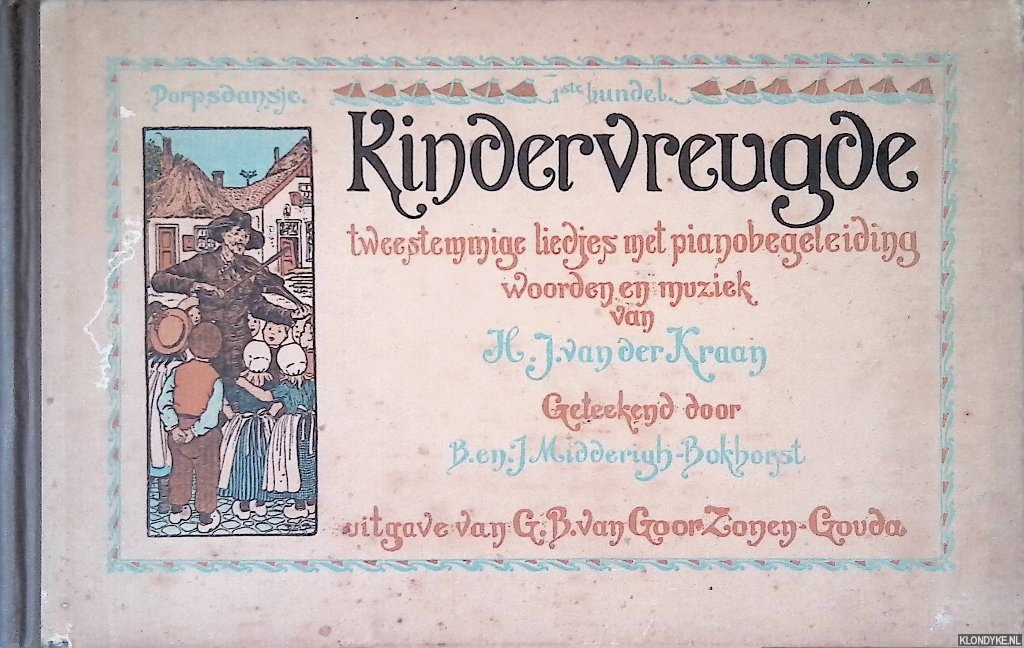 Dorpsdansje. 1ste bundel.
Kindervreugde
tweestemmige liedjes met pianobegeleiding
woorden en muziek
van
H. J. van der Kraan
Geteekend door
B. en. J Midderigh-Bokhorst
uitgave van G. B. van Goor Zonen-Gouda
KLONDYKE.NL